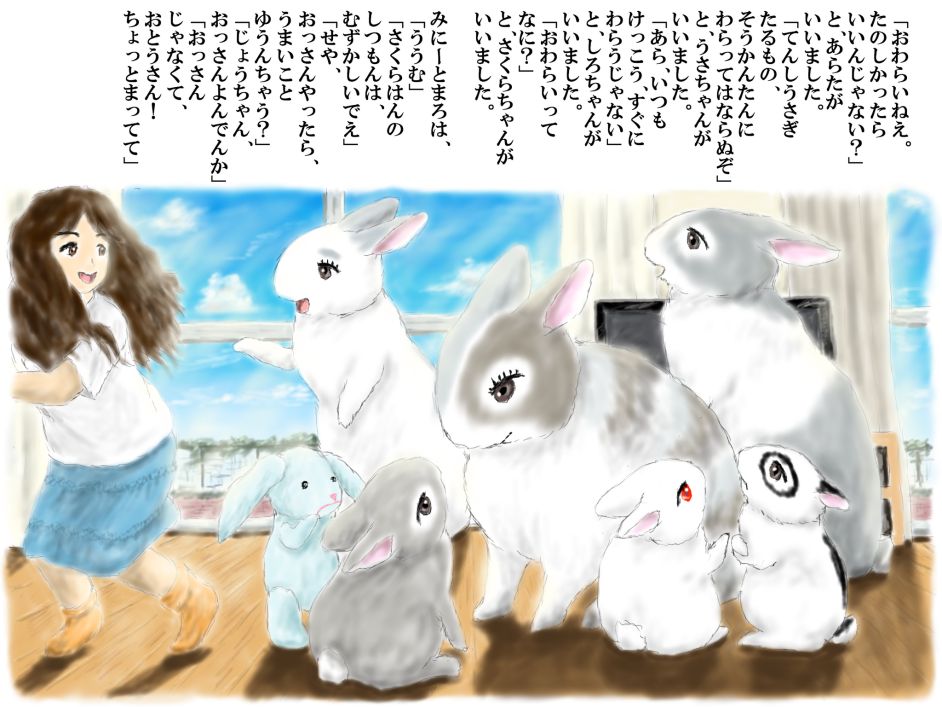 「おわらいねえ。
たのしかったら
いいんじゃない？」
と、あらたが
いいました。
「てんしうさぎ
たるもの、
そうかんたんに
わらってはならぬぞ」
と、うさちゃんが
いいました。
「あら、いつも
けっこう、すぐに
わらうじゃない」
と、しろちゃんが
いいました。
「おわらいって
なに？」
と、さくらちゃんが
いいました。
みにーとまろは、
「ううむ」
「さくらはんの
しつもんは、
むずかしいでえ」
「せや、
おっさんやったら、
うまいこと
ゆうんちゃう？」
「じょうちゃん、
おっさんよんでんか」
「おっさん
じゃなくて、
おとうさん！
ちょっとまってて」